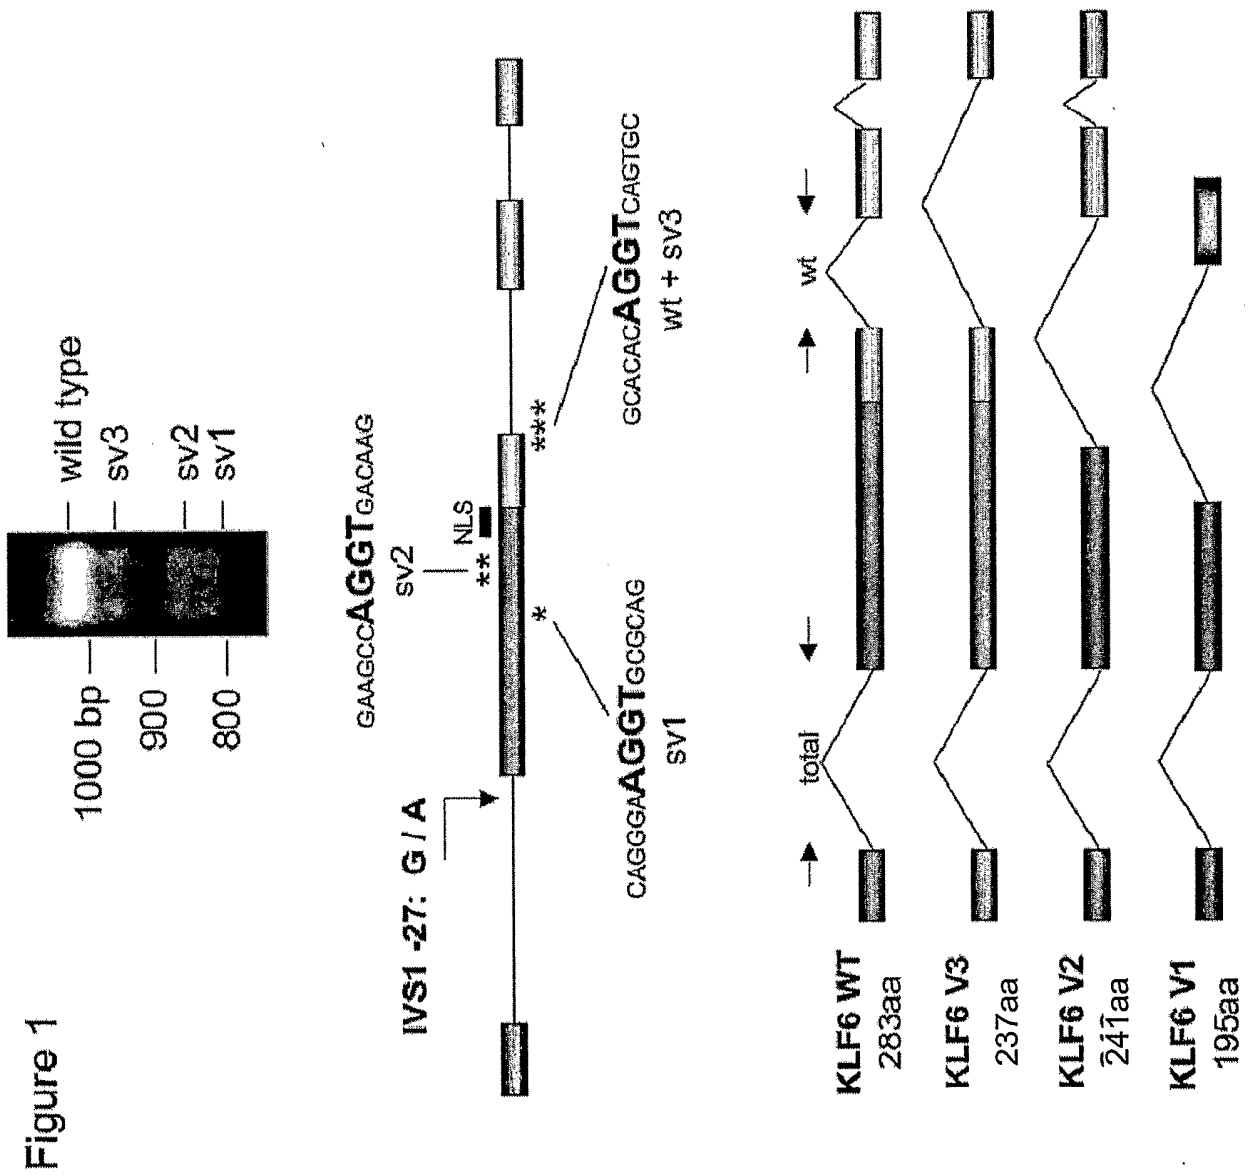 Figure 1
wild type
sv3
sv2
sv1
1000 bp
900
800
IVS1 -27: G / A
GAAGCCAGGTGACAAG
sv2
**
NLS
*
***
CAGGGAAGGTGCGCAG
sv1
GCACACAGGTCAGTGC
wt + sv3
total
wt
KLF6 WT
283aa
KLF6 V3
237aa
KLF6 V2
241aa
KLF6 V1
195aa